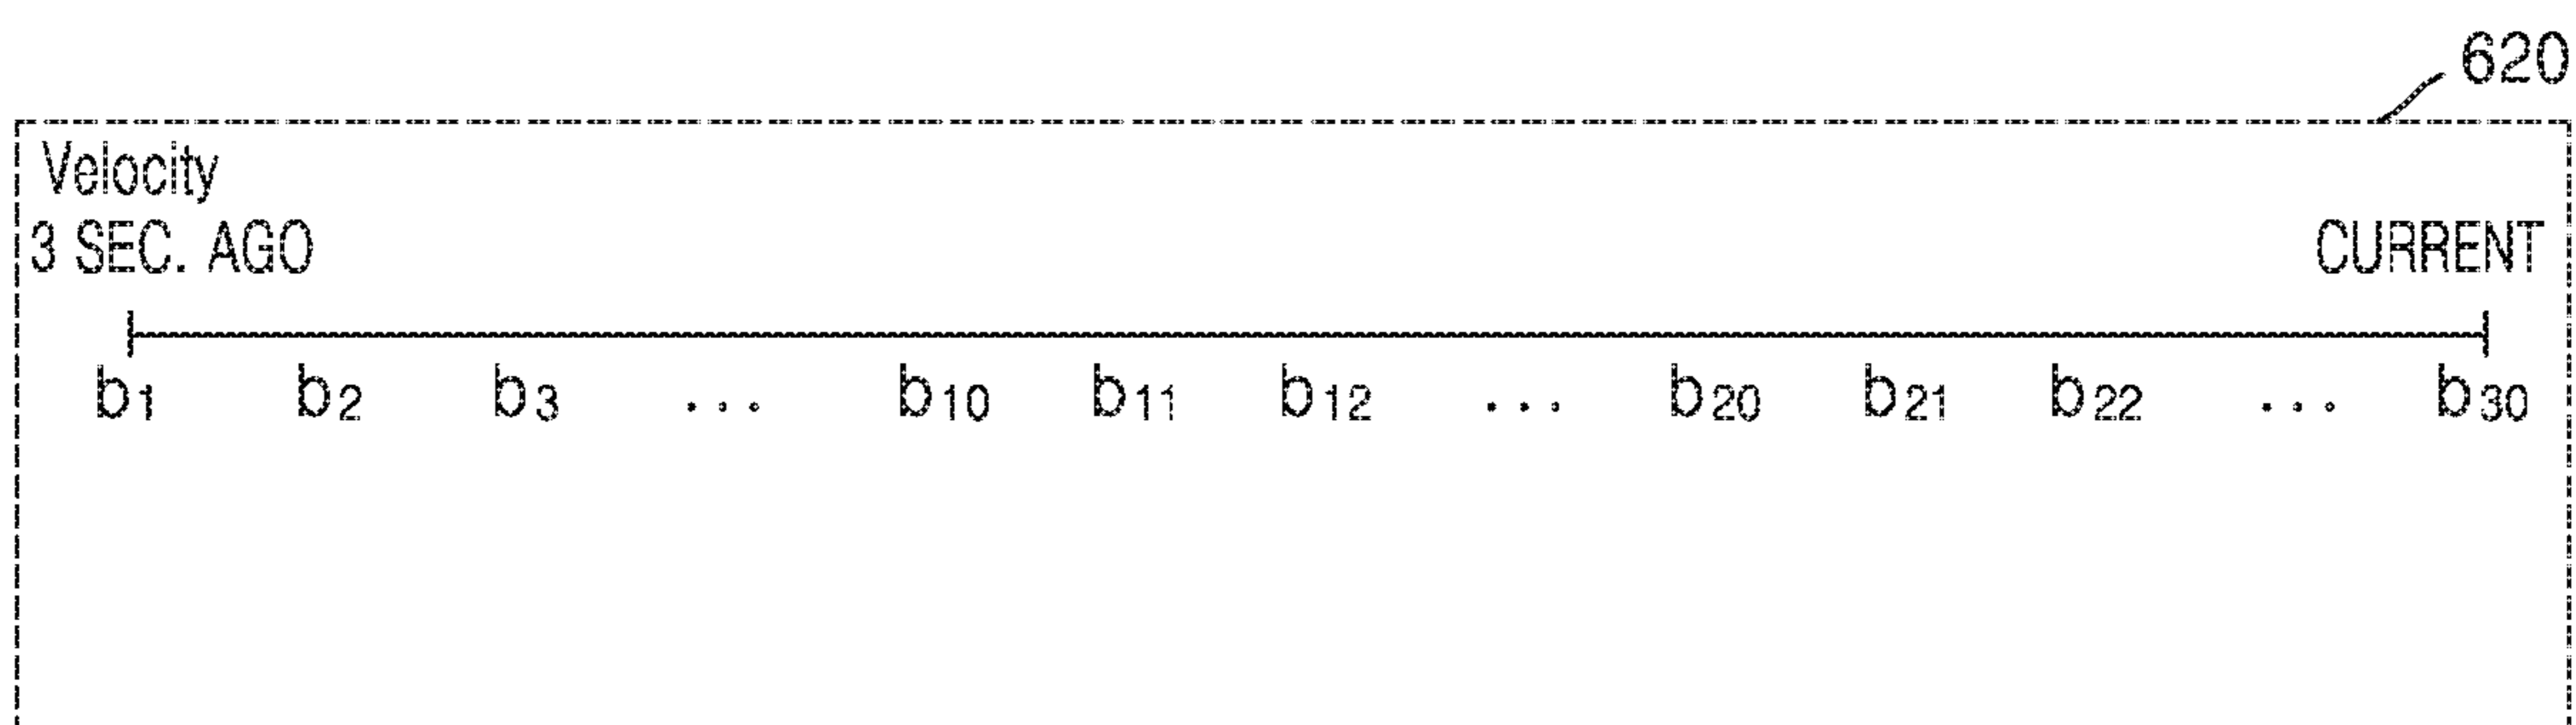 620
Velocity
3 SEC. AGO CURRENT
b1 b2 b3 ... b10 b11 b12 ... b20 b21 b22 ... b30